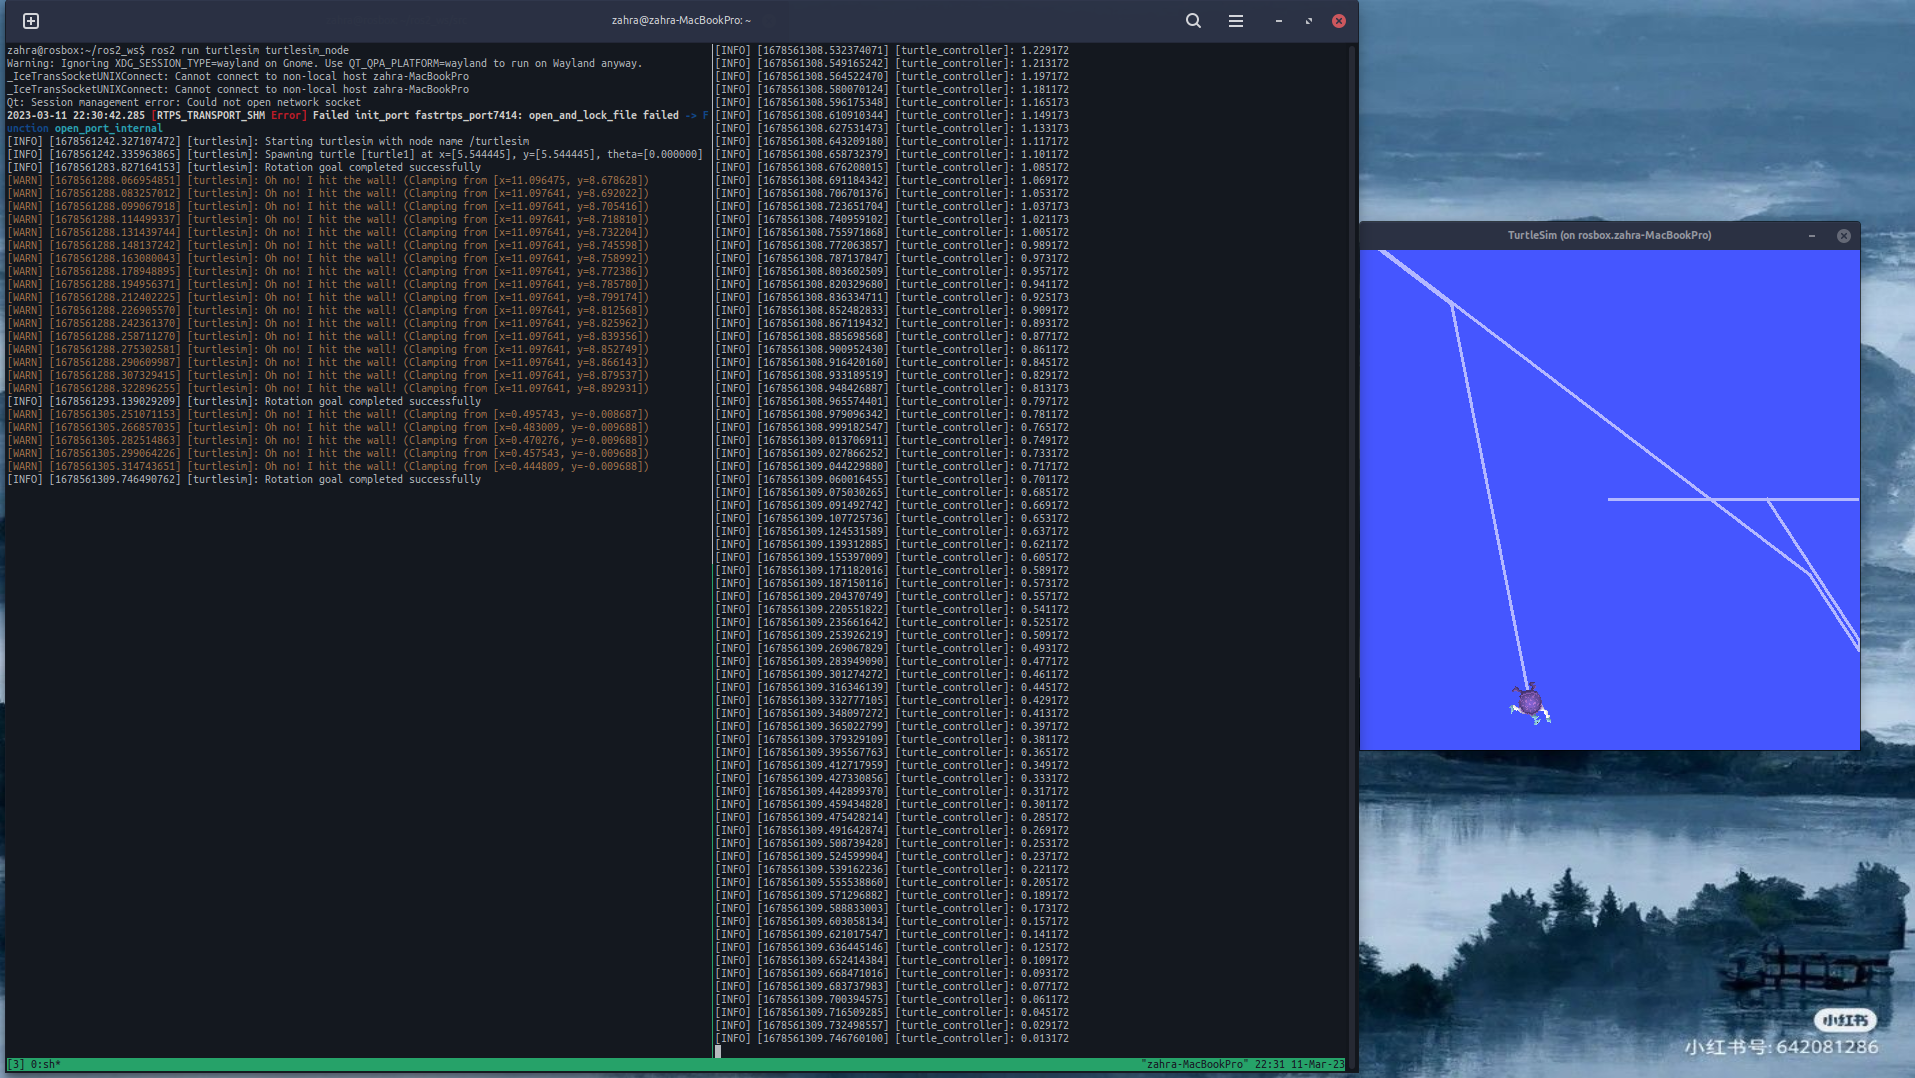 zahra@zahra-MacBookPro: ~
zahra@rosbox:~/ros2_ws$ ros2 run turtlesim turtlesim_node
Warning: Ignoring XDG_SESSION_TYPE=wayland on Gnome. Use QT_QPA_PLATFORM=wayland to run on Wayland anyway.
_IceTransSocketUNIXConnect: Cannot connect to non-local host zahra-MacBookPro
_IceTransSocketUNIXConnect: Cannot connect to non-local host zahra-MacBookPro
Qt: Session management error: Could not open network socket
2023-03-11 22:30:42.285 [RTPS_TRANSPORT_SHM Error] Failed init_port fastrtps_port7414: open_and_lock_file failed -> F
unction open_port_internal
[INFO] [1678561242.327107472] [turtlesim]: Starting turtlesim with node name /turtlesim
[INFO] [1678561242.335963865] [turtlesim]: Spawning turtle [turtle1] at x=[5.544445], y=[5.544445], theta=[0.000000]
[INFO] [1678561283.827164153] [turtlesim]: Rotation goal completed successfully
[WARN] [1678561288.066954851] [turtlesim]: Oh no! I hit the wall! (Clamping from [x=11.096475, y=8.678628])
[WARN] [1678561288.083257012] [turtlesim]: Oh no! I hit the wall! (Clamping from [x=11.097641, y=8.692022])
[WARN] [1678561288.099067918] [turtlesim]: Oh no! I hit the wall! (Clamping from [x=11.097641, y=8.705416])
[WARN] [1678561288.114499337] [turtlesim]: Oh no! I hit the wall! (Clamping from [x=11.097641, y=8.718810])
[WARN] [1678561288.131439744] [turtlesim]: Oh no! I hit the wall! (Clamping from [x=11.097641, y=8.732204])
[WARN] [1678561288.148137242] [turtlesim]: Oh no! I hit the wall! (Clamping from [x=11.097641, y=8.745598])
[WARN] [1678561288.163080043] [turtlesim]: Oh no! I hit the wall! (Clamping from [x=11.097641, y=8.758992])
[WARN] [1678561288.178948895] [turtlesim]: Oh no! I hit the wall! (Clamping from [x=11.097641, y=8.772386])
[WARN] [1678561288.194956371] [turtlesim]: Oh no! I hit the wall! (Clamping from [x=11.097641, y=8.785780])
[WARN] [1678561288.212402225] [turtlesim]: Oh no! I hit the wall! (Clamping from [x=11.097641, y=8.799174])
[WARN] [1678561288.226905570] [turtlesim]: Oh no! I hit the wall! (Clamping from [x=11.097641, y=8.812568])
[WARN] [1678561288.242361370] [turtlesim]: Oh no! I hit the wall! (Clamping from [x=11.097641, y=8.825962])
[WARN] [1678561288.258711270] [turtlesim]: Oh no! I hit the wall! (Clamping from [x=11.097641, y=8.839356])
[WARN] [1678561288.275302581] [turtlesim]: Oh no! I hit the wall! (Clamping from [x=11.097641, y=8.852749])
[WARN] [1678561288.290609987] [turtlesim]: Oh no! I hit the wall! (Clamping from [x=11.097641, y=8.866143])
[WARN] [1678561288.307329415] [turtlesim]: Oh no! I hit the wall! (Clamping from [x=11.097641, y=8.879537])
[WARN] [1678561288.322896255] [turtlesim]: Oh no! I hit the wall! (Clamping from [x=11.097641, y=8.892931])
[INFO] [1678561293.139029209] [turtlesim]: Rotation goal completed successfully
[WARN] [1678561305.251071153] [turtlesim]: Oh no! I hit the wall! (Clamping from [x=0.495743, y=-0.008687])
[WARN] [1678561305.266857035] [turtlesim]: Oh no! I hit the wall! (Clamping from [x=0.483009, y=-0.009688])
[WARN] [1678561305.282514863] [turtlesim]: Oh no! I hit the wall! (Clamping from [x=0.470276, y=-0.009688])
[WARN] [1678561305.299064226] [turtlesim]: Oh no! I hit the wall! (Clamping from [x=0.457543, y=-0.009688])
[WARN] [1678561305.314743651] [turtlesim]: Oh no! I hit the wall! (Clamping from [x=0.444809, y=-0.009688])
[INFO] [1678561309.746490762] [turtlesim]: Rotation goal completed successfully
[INFO] [1678561308.532374071] [turtle_controller]: 1.229172
[INFO] [1678561308.549165242] [turtle_controller]: 1.213172
[INFO] [1678561308.564522470] [turtle_controller]: 1.197172
[INFO] [1678561308.580070124] [turtle_controller]: 1.181172
[INFO] [1678561308.596175348] [turtle_controller]: 1.165173
[INFO] [1678561308.610910344] [turtle_controller]: 1.149173
[INFO] [1678561308.627531473] [turtle_controller]: 1.133173
[INFO] [1678561308.643209180] [turtle_controller]: 1.117172
[INFO] [1678561308.658732379] [turtle_controller]: 1.101172
[INFO] [1678561308.676208015] [turtle_controller]: 1.085172
[INFO] [1678561308.691184342] [turtle_controller]: 1.069172
[INFO] [1678561308.706701376] [turtle_controller]: 1.053172
[INFO] [1678561308.723651704] [turtle_controller]: 1.037173
[INFO] [1678561308.740959102] [turtle_controller]: 1.021173
[INFO] [1678561308.755971868] [turtle_controller]: 1.005172
[INFO] [1678561308.772063857] [turtle_controller]: 0.989172
[INFO] [1678561308.787137847] [turtle_controller]: 0.973172
[INFO] [1678561308.803602509] [turtle_controller]: 0.957172
[INFO] [1678561308.820329680] [turtle_controller]: 0.941172
[INFO] [1678561308.836334711] [turtle_controller]: 0.925173
[INFO] [1678561308.852482833] [turtle_controller]: 0.909172
[INFO] [1678561308.867119432] [turtle_controller]: 0.893172
[INFO] [1678561308.885698568] [turtle_controller]: 0.877172
[INFO] [1678561308.900952430] [turtle_controller]: 0.861172
[INFO] [1678561308.916420160] [turtle_controller]: 0.845172
[INFO] [1678561308.933189519] [turtle_controller]: 0.829172
[INFO] [1678561308.948426887] [turtle_controller]: 0.813173
[INFO] [1678561308.965574401] [turtle_controller]: 0.797172
[INFO] [1678561308.979096342] [turtle_controller]: 0.781172
[INFO] [1678561308.999182547] [turtle_controller]: 0.765172
[INFO] [1678561309.013706911] [turtle_controller]: 0.749172
[INFO] [1678561309.027866252] [turtle_controller]: 0.733172
[INFO] [1678561309.044229880] [turtle_controller]: 0.717172
[INFO] [1678561309.060016455] [turtle_controller]: 0.701172
[INFO] [1678561309.075030265] [turtle_controller]: 0.685172
[INFO] [1678561309.091492742] [turtle_controller]: 0.669172
[INFO] [1678561309.107725736] [turtle_controller]: 0.653172
[INFO] [1678561309.124531589] [turtle_controller]: 0.637172
[INFO] [1678561309.139312885] [turtle_controller]: 0.621172
[INFO] [1678561309.155397009] [turtle_controller]: 0.605172
[INFO] [1678561309.171182016] [turtle_controller]: 0.589172
[INFO] [1678561309.187150116] [turtle_controller]: 0.573172
[INFO] [1678561309.204370749] [turtle_controller]: 0.557172
[INFO] [1678561309.220551822] [turtle_controller]: 0.541172
[INFO] [1678561309.235661642] [turtle_controller]: 0.525172
[INFO] [1678561309.253926219] [turtle_controller]: 0.509172
[INFO] [1678561309.269067829] [turtle_controller]: 0.493172
[INFO] [1678561309.283949090] [turtle_controller]: 0.477172
[INFO] [1678561309.301274272] [turtle_controller]: 0.461172
[INFO] [1678561309.316346139] [turtle_controller]: 0.445172
[INFO] [1678561309.332777105] [turtle_controller]: 0.429172
[INFO] [1678561309.348097272] [turtle_controller]: 0.413172
[INFO] [1678561309.365022799] [turtle_controller]: 0.397172
[INFO] [1678561309.379329109] [turtle_controller]: 0.381172
[INFO] [1678561309.395567763] [turtle_controller]: 0.365172
[INFO] [1678561309.412717959] [turtle_controller]: 0.349172
[INFO] [1678561309.427330856] [turtle_controller]: 0.333172
[INFO] [1678561309.442899370] [turtle_controller]: 0.317172
[INFO] [1678561309.459434828] [turtle_controller]: 0.301172
[INFO] [1678561309.475428214] [turtle_controller]: 0.285172
[INFO] [1678561309.491642874] [turtle_controller]: 0.269172
[INFO] [1678561309.508739428] [turtle_controller]: 0.253172
[INFO] [1678561309.524599904] [turtle_controller]: 0.237172
[INFO] [1678561309.539162236] [turtle_controller]: 0.221172
[INFO] [1678561309.555538860] [turtle_controller]: 0.205172
[INFO] [1678561309.571296882] [turtle_controller]: 0.189172
[INFO] [1678561309.588833003] [turtle_controller]: 0.173172
[INFO] [1678561309.603058134] [turtle_controller]: 0.157172
[INFO] [1678561309.621017547] [turtle_controller]: 0.141172
[INFO] [1678561309.636445146] [turtle_controller]: 0.125172
[INFO] [1678561309.652414384] [turtle_controller]: 0.109172
[INFO] [1678561309.668471016] [turtle_controller]: 0.093172
[INFO] [1678561309.683737983] [turtle_controller]: 0.077172
[INFO] [1678561309.700394575] [turtle_controller]: 0.061172
[INFO] [1678561309.716509285] [turtle_controller]: 0.045172
[INFO] [1678561309.732498557] [turtle_controller]: 0.029172
[INFO] [1678561309.746760100] [turtle_controller]: 0.013172
[3] 0:sh* "zahra-MacBookPro" 22:31 11-Mar-23
TurtleSim (on rosbox.zahra-MacBookPro)
小红书
小红书号: 642081286